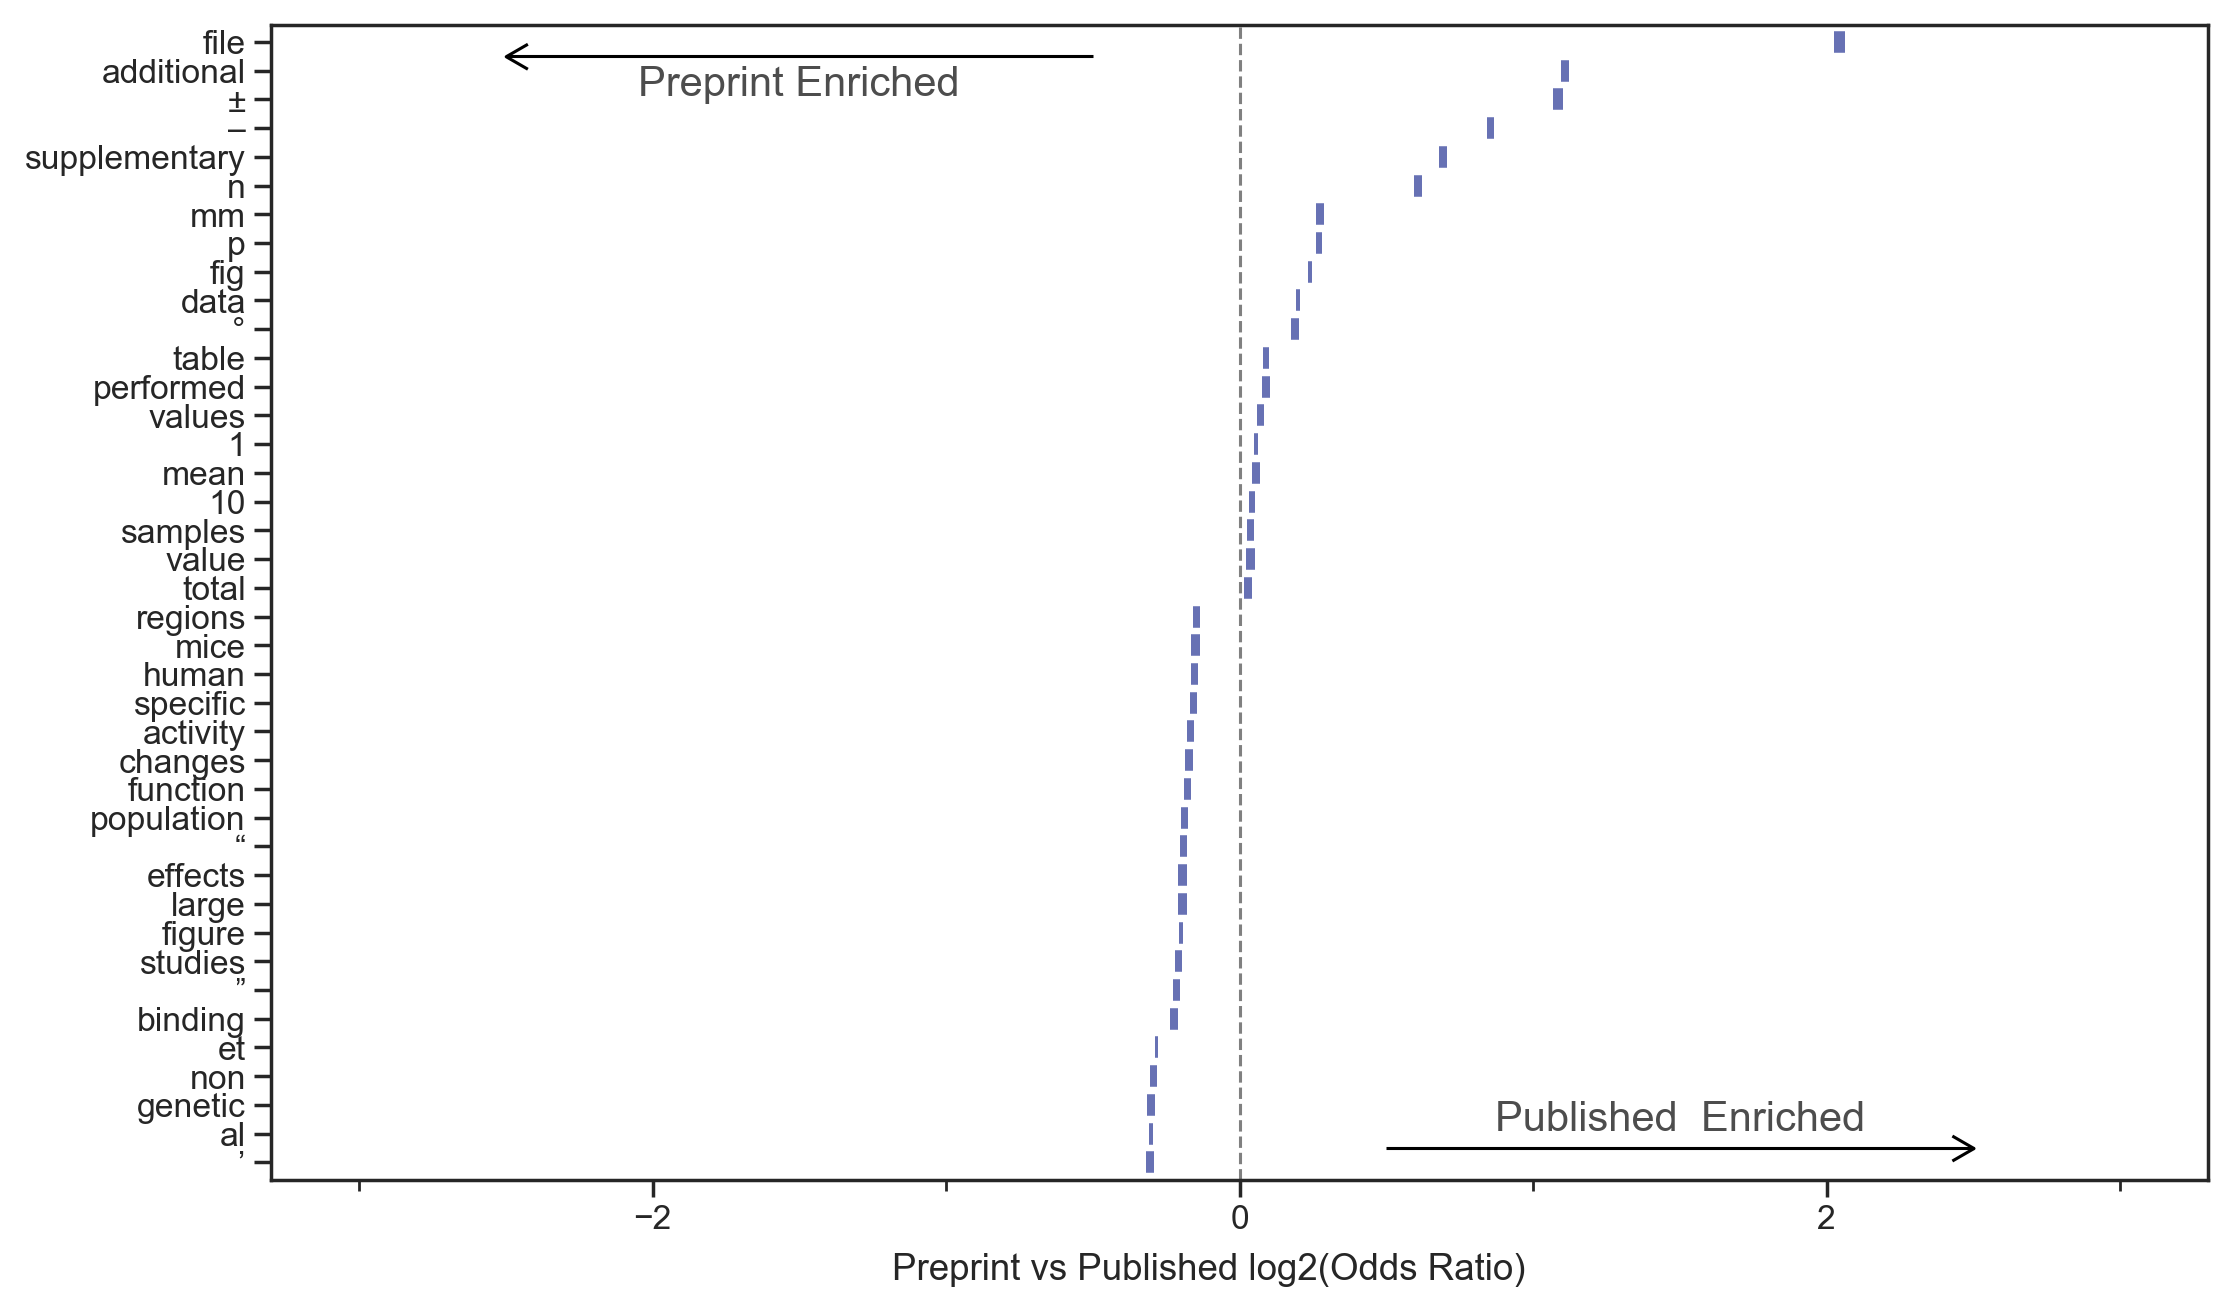 file
additional
±
–
supplementary
n
mm
p
fig
data
°
table
performed
values
1
mean
10
samples
value
total
regions
mice
human
specific
activity
changes
function
population
“
effects
large
figure
studies
”
binding
et
non
genetic
al
’
Preprint Enriched
Published  Enriched
−2
0
2
Preprint vs Published log2(Odds Ratio)